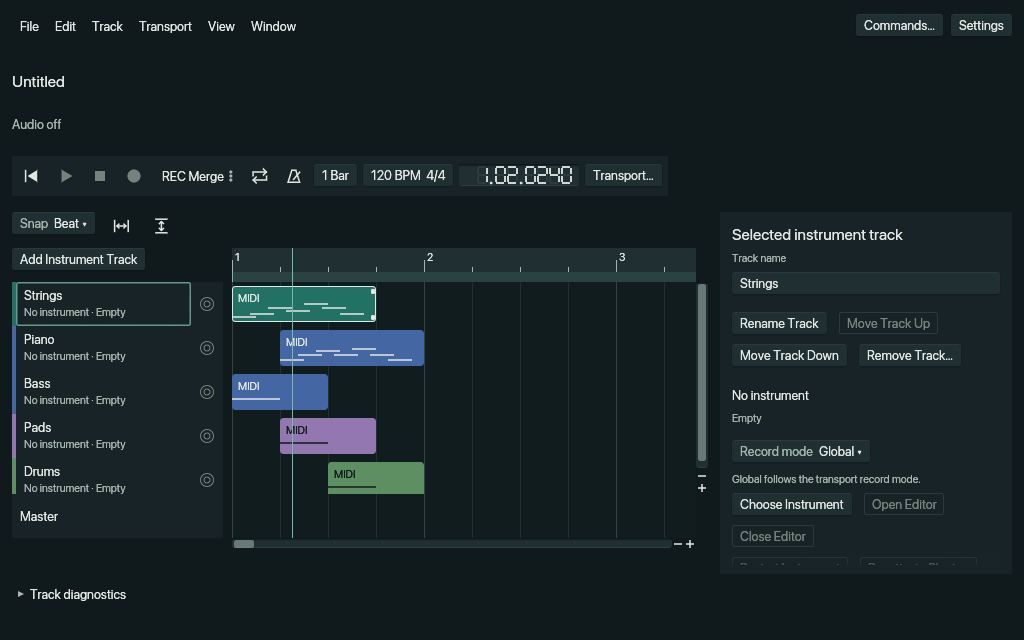 File Edit Track Transport View Window Commands... Settings
Untitled
Audio off
REC Merge 1 Bar 120 BPM 4/4 1.02.0240 Transport...
Snap Beat
Add Instrument Track
1 2 3
Strings
No instrument · Empty
MIDI
Piano
No instrument · Empty
MIDI
Bass
No instrument · Empty
MIDI
Pads
No instrument · Empty
MIDI
Drums
No instrument · Empty
MIDI
Master
Selected instrument track
Track name
Strings
Rename Track Move Track Up
Move Track Down Remove Track...
No instrument
Empty
Record mode Global
Global follows the transport record mode.
Choose Instrument Open Editor
Close Editor
Track diagnostics